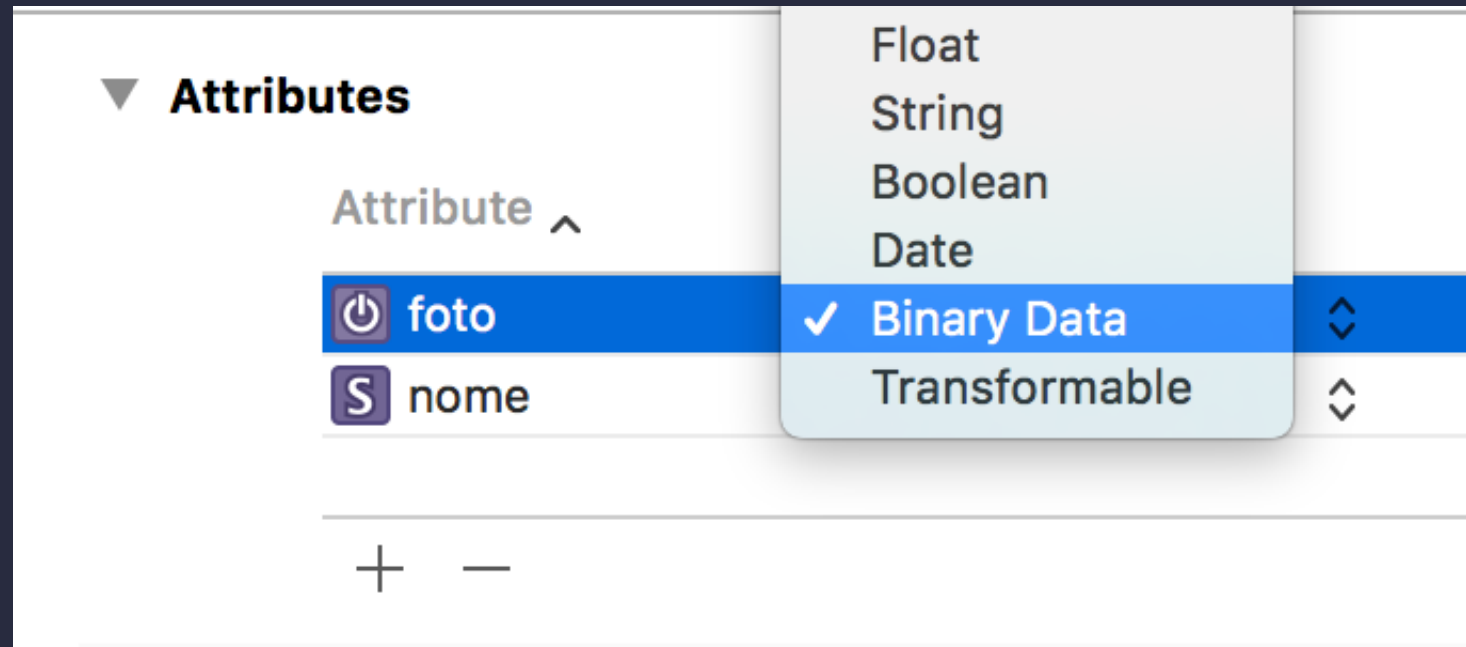 Attributes
Attribute
foto
S nome
Float
String
Boolean
Date
Binary Data
Transformable